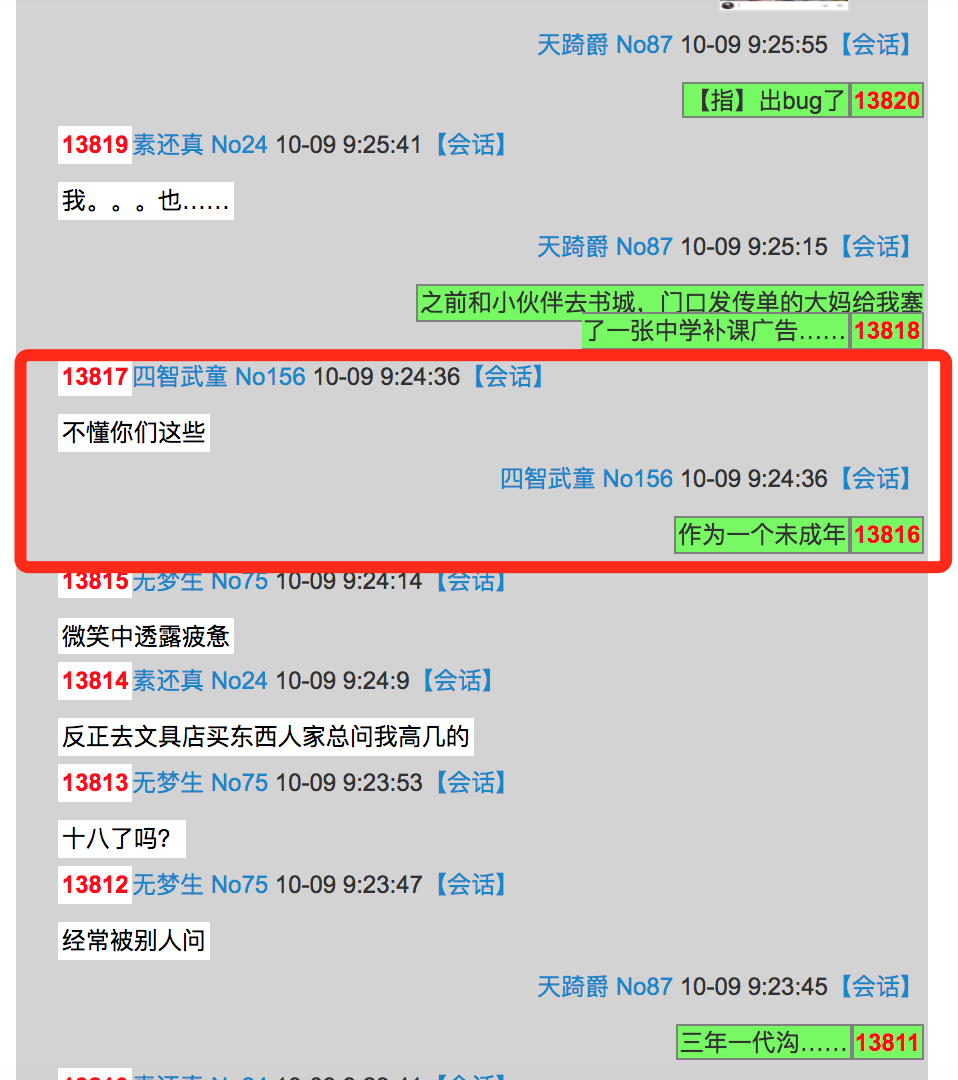 天踦爵 No87 10-09 9:25:55【会话】
【指】出bug了 13820
13819 素还真 No24 10-09 9:25:41【会话】
我。。。也……
天踦爵 No87 10-09 9:25:15【会话】
之前和小伙伴去书城，门口发传单的大妈给我塞
了一张中学补课广告…… 13818
13817 四智武童 No156 10-09 9:24:36【会话】
不懂你们这些
四智武童 No156 10-09 9:24:36【会话】
作为一个未成年 13816
13815 无梦生 No75 10-09 9:24:14【会话】
微笑中透露疲惫
13814 素还真 No24 10-09 9:24:9【会话】
反正去文具店买东西人家总问我高几的
13813 无梦生 No75 10-09 9:23:53【会话】
十八了吗?
13812 无梦生 No75 10-09 9:23:47【会话】
经常被别人问
天踦爵 No87 10-09 9:23:45【会话】
三年一代沟…… 13811